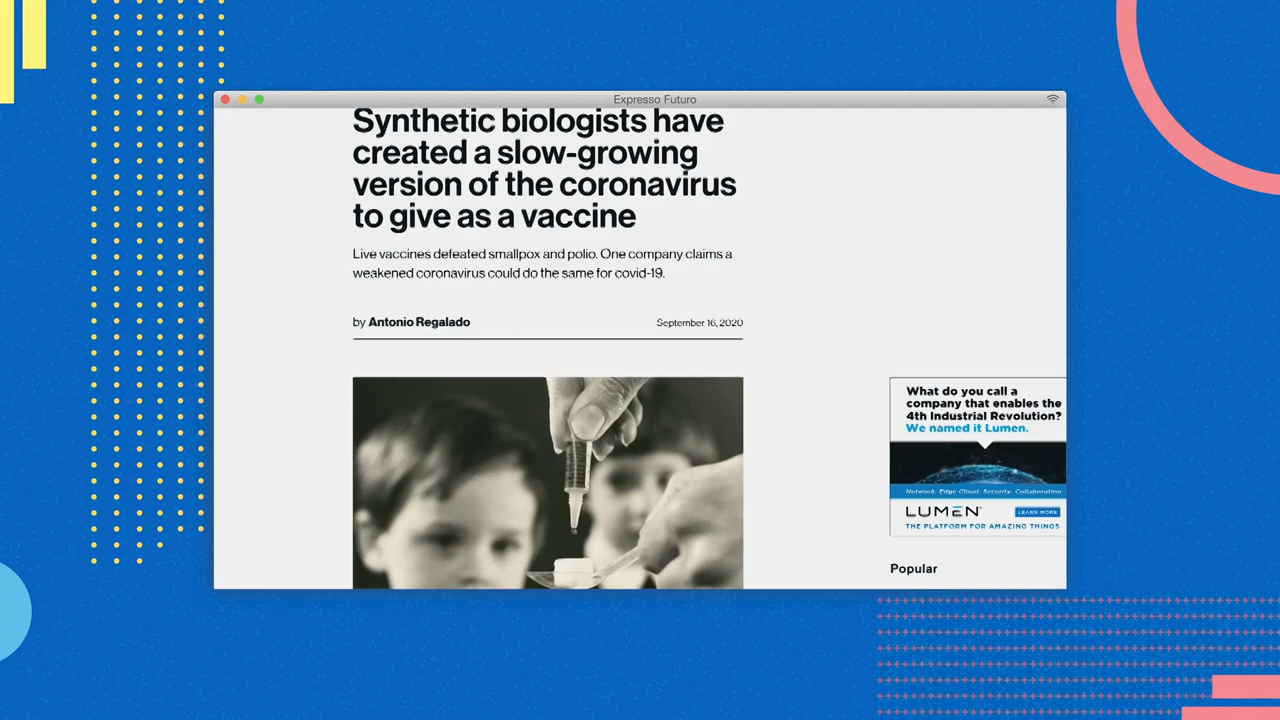 Expresso Futuro
Synthetic biologists have
created a slow-growing
version of the coronavirus
to give as a vaccine
Live vaccines defeated smallpox and polio. One company claims a
weakened coronavirus could do the same for covid-19.
by Antonio Regalado
September 16, 2020
What do you call a
company that enables the
4th Industrial Revolution?
We named it Lumen.
Network. Edge Cloud. Security. Collaboration.
LUMEN®
LEARN MORE
THE PLATFORM FOR AMAZING THINGS
Popular